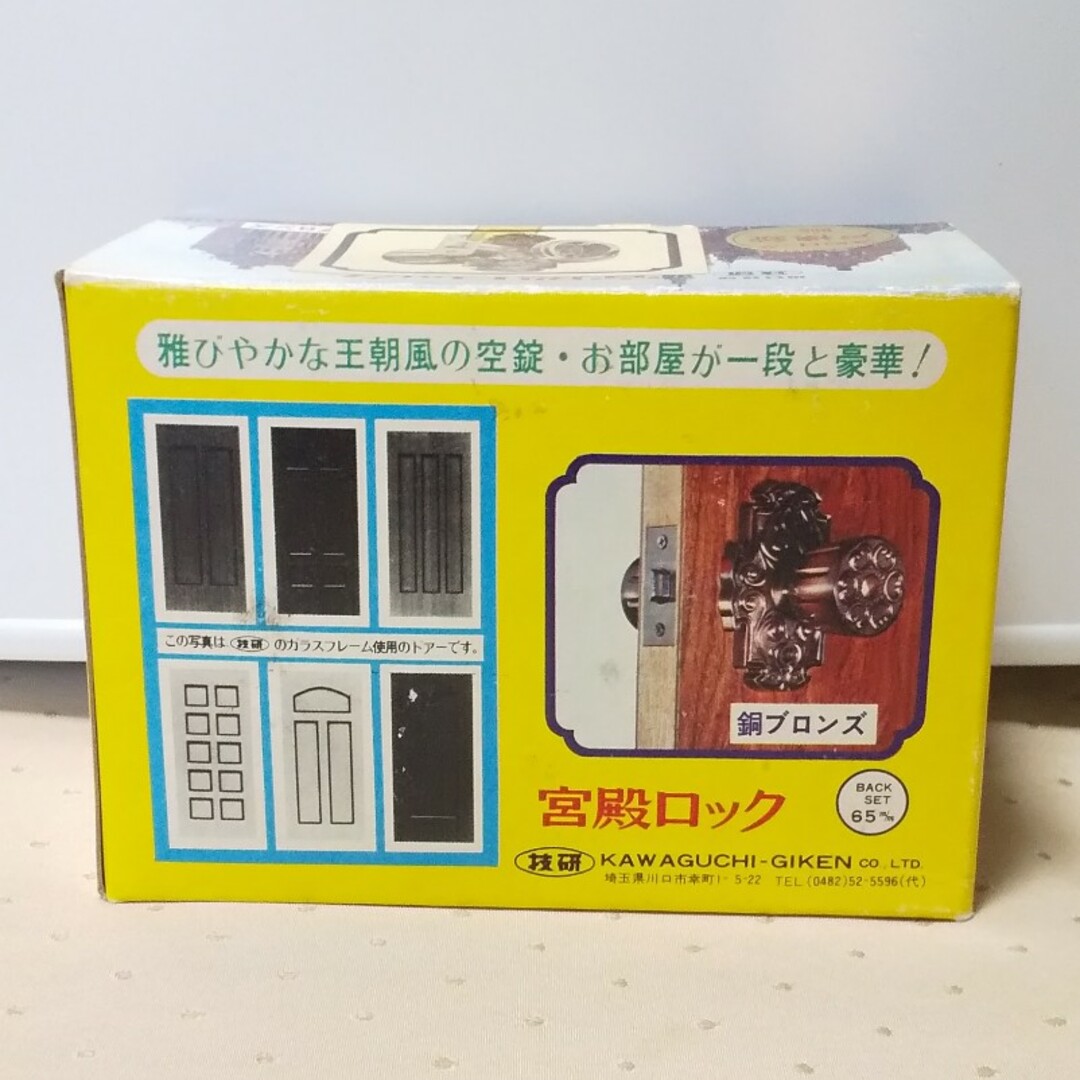 雅びやかな王朝風の空錠・お部屋が一段と豪華!
この写真は技研のガラスフレーム使用のドアーです。
銅ブロンズ
宮殿ロック
BACK
SET
65m/m
技研 KAWAGUCHI-GIKEN CO., LTD.
埼玉県川口市幸町1-5-22 TEL (0482)52-5596(代)